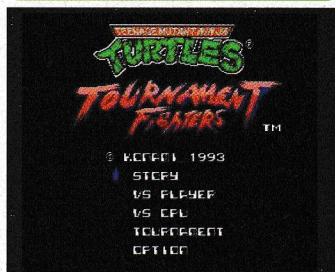 TEENAGE MUTANT NINJA
TURTLES®
TOURNAMENT
FIGHTERS
TM
© KONAMI 1993
STORY
VS PLAYER
VS CPU
TOURNAMENT
OPTION